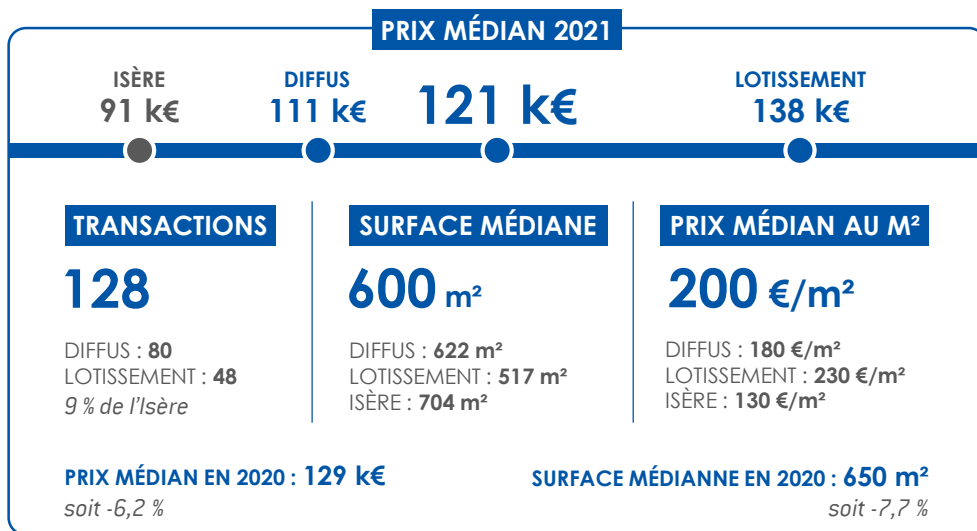 PRIX MÉDIAN 2021
ISÈRE
91 k€
DIFFUS
111 k€
121 k€
LOTISSEMENT
138 k€
TRANSACTIONS
128
DIFFUS : 80
LOTISSEMENT : 48
9 % de l'Isère
SURFACE MÉDIANE
600 m²
DIFFUS : 622 m²
LOTISSEMENT : 517 m²
ISÈRE : 704 m²
PRIX MÉDIAN AU M²
200 €/m²
DIFFUS : 180 €/m²
LOTISSEMENT : 230 €/m²
ISÈRE : 130 €/m²
PRIX MÉDIAN EN 2020 : 129 k€
soit -6,2 %
SURFACE MÉDIANNE EN 2020 : 650 m²
soit -7,7 %